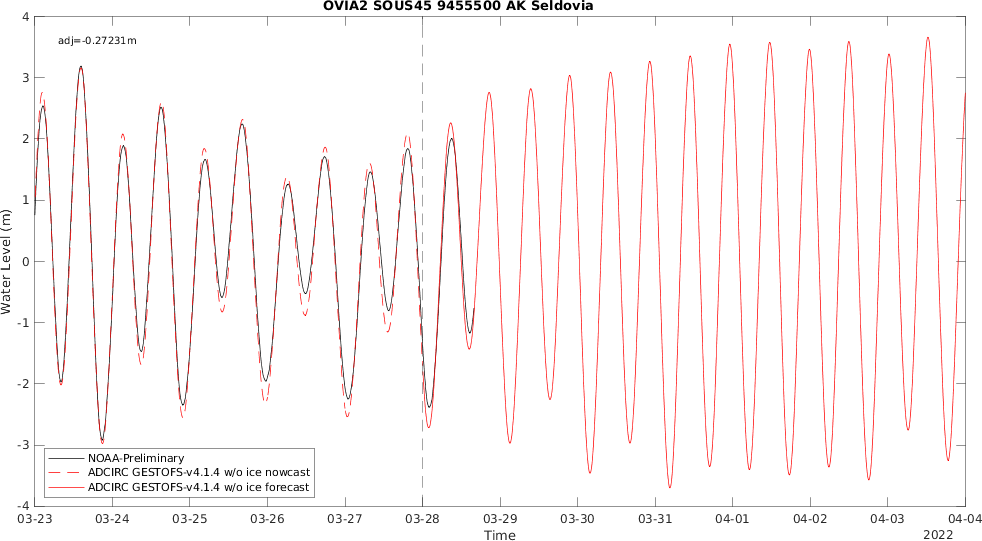 OVIA2 SOUS45 9455500 AK Seldovia
adj=-0.27231m
4
3
2
1
0
-1
-2
-3
-4
Water Level (m)
NOAA-Preliminary
ADCIRC GESTOFS-v4.1.4 w/o ice nowcast
ADCIRC GESTOFS-v4.1.4 w/o ice forecast
03-23 03-24 03-25 03-26 03-27 03-28 03-29 03-30 03-31 04-01 04-02 04-03 04-04
Time
2022